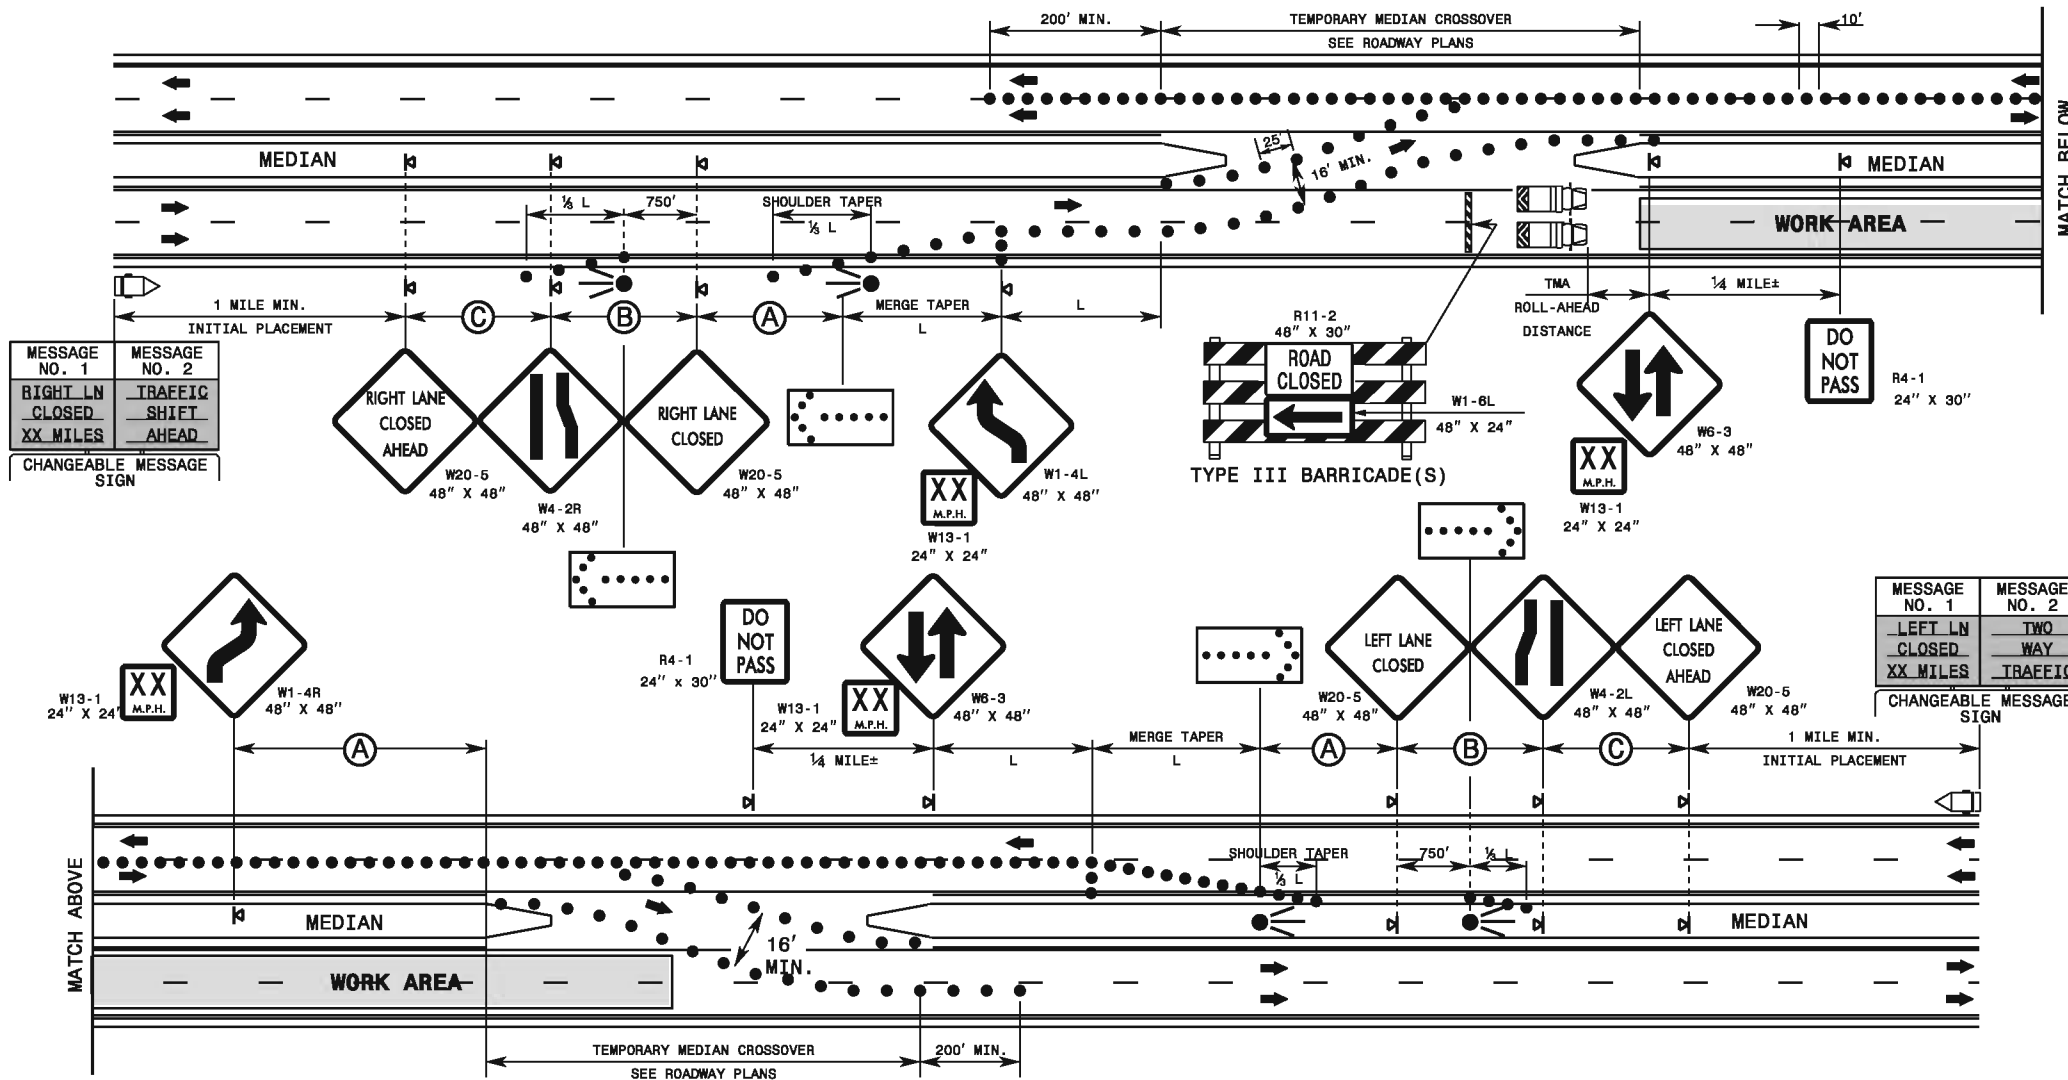 200' MIN.
TEMPORARY MEDIAN CROSSOVER
SEE ROADWAY PLANS
10'
MATCH BELOW
MEDIAN
25'
16' MIN.
MEDIAN
⅓ L
750'
SHOULDER TAPER
⅓ L
WORK AREA
1 MILE MIN.
INITIAL PLACEMENT
C
B
A
MERGE TAPER
L
L
TMA
ROLL-AHEAD
DISTANCE
¼ MILE±
MESSAGE NO. 1
MESSAGE NO. 2
RIGHT LN
TRAFFIC
CLOSED
SHIFT
XX MILES
AHEAD
CHANGEABLE MESSAGE
SIGN
RIGHT LANE
CLOSED
AHEAD
W20-5
48" X 48"
W4-2R
48" X 48"
RIGHT LANE
CLOSED
W20-5
48" X 48"
W1-4L
48" X 48"
XX
M.P.H.
W13-1
24" X 24"
R11-2
48" X 30"
ROAD
CLOSED
W1-6L
48" X 24"
TYPE III BARRICADE(S)
W6-3
48" X 48"
XX
M.P.H.
W13-1
24" X 24"
DO
NOT
PASS
R4-1
24" X 30"
W13-1
24" X 24"
XX
M.P.H.
W1-4R
48" X 48"
DO
NOT
PASS
R4-1
24" x 30"
W13-1
24" X 24"
XX
M.P.H.
W6-3
48" X 48"
LEFT LANE
CLOSED
W20-5
48" X 48"
W4-2L
48" X 48"
LEFT LANE
CLOSED
AHEAD
W20-5
48" X 48"
MESSAGE NO. 1
MESSAGE NO. 2
LEFT LN
TWO
CLOSED
WAY
XX MILES
TRAFFIC
CHANGEABLE MESSAGE
SIGN
A
¼ MILE±
L
MERGE TAPER
L
A
B
C
1 MILE MIN.
INITIAL PLACEMENT
MATCH ABOVE
SHOULDER TAPER
⅓ L
750'
⅓ L
MEDIAN
16'
MIN.
MEDIAN
WORK AREA
TEMPORARY MEDIAN CROSSOVER
SEE ROADWAY PLANS
200' MIN.